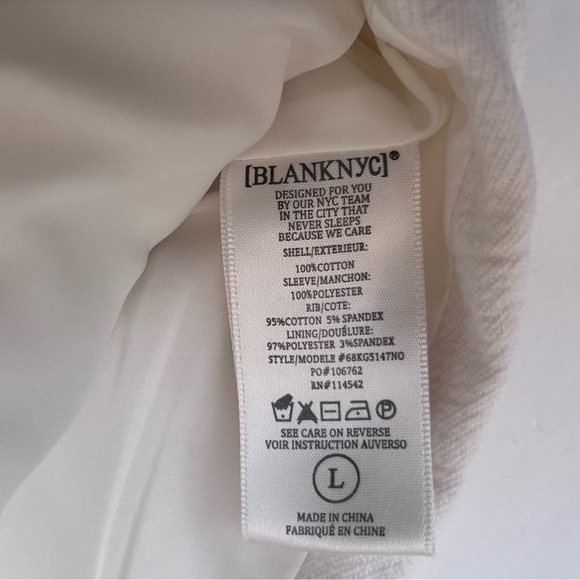 [BLANKNYC]®
DESIGNED FOR YOU
BY OUR NYC TEAM
IN THE CITY THAT
NEVER SLEEPS
BECAUSE WE CARE
SHELL/EXTERIEUR:
100%COTTON
SLEEVE/MANCHON:
100%POLYESTER
RIB/COTE:
95%COTTON 5% SPANDEX
LINING/DOUBLURE:
97%POLYESTER 3%SPANDEX
STYLE/MODELE #68KG5147NO
PO#106762
RN#114542
P
SEE CARE ON REVERSE
VOIR INSTRUCTION AUVERSO
L
MADE IN CHINA
FABRIQUÉ EN CHINE